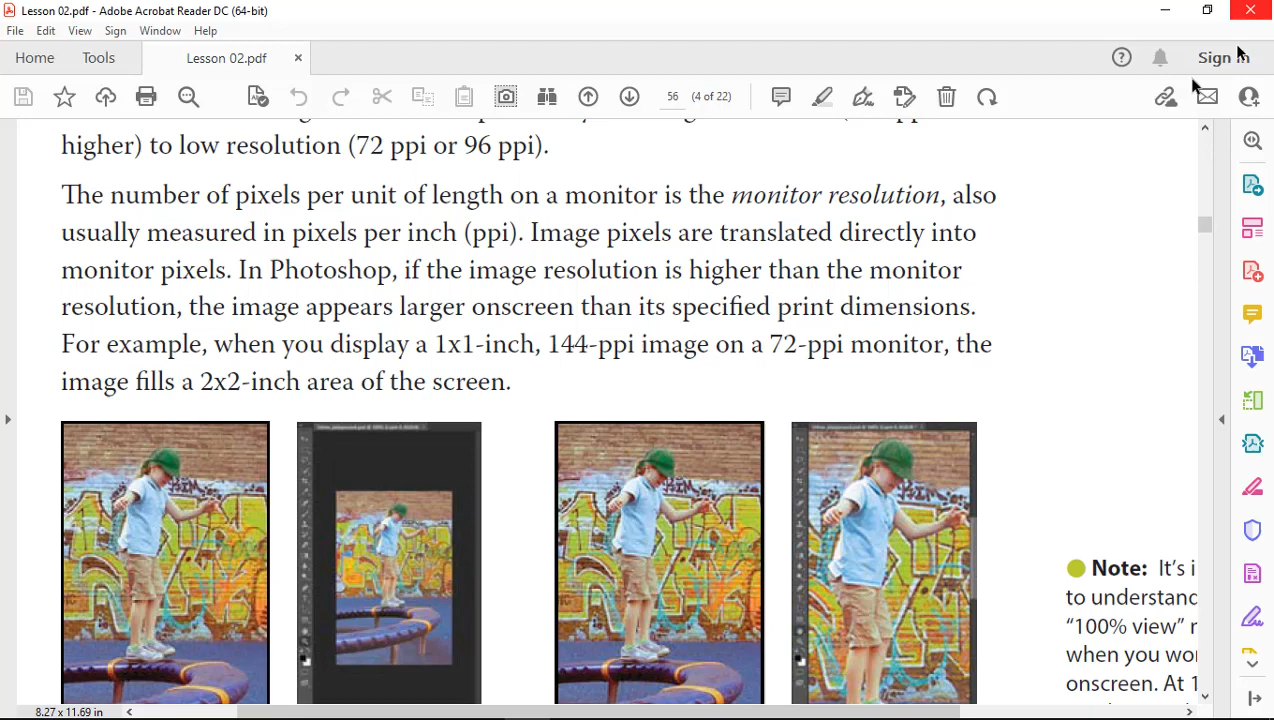 Lesson 02.pdf - Adobe Acrobat Reader DC (64-bit)
File Edit View Sign Window Help
Home Tools Lesson 02.pdf × Sign In
56 (4 of 22)
higher) to low resolution (72 ppi or 96 ppi).
The number of pixels per unit of length on a monitor is the monitor resolution, also
usually measured in pixels per inch (ppi). Image pixels are translated directly into
monitor pixels. In Photoshop, if the image resolution is higher than the monitor
resolution, the image appears larger onscreen than its specified print dimensions.
For example, when you display a 1x1-inch, 144-ppi image on a 72-ppi monitor, the
image fills a 2x2-inch area of the screen.
Note: It's i
to understand
"100% view" r
when you wor
onscreen. At 1
8.27 x 11.69 in